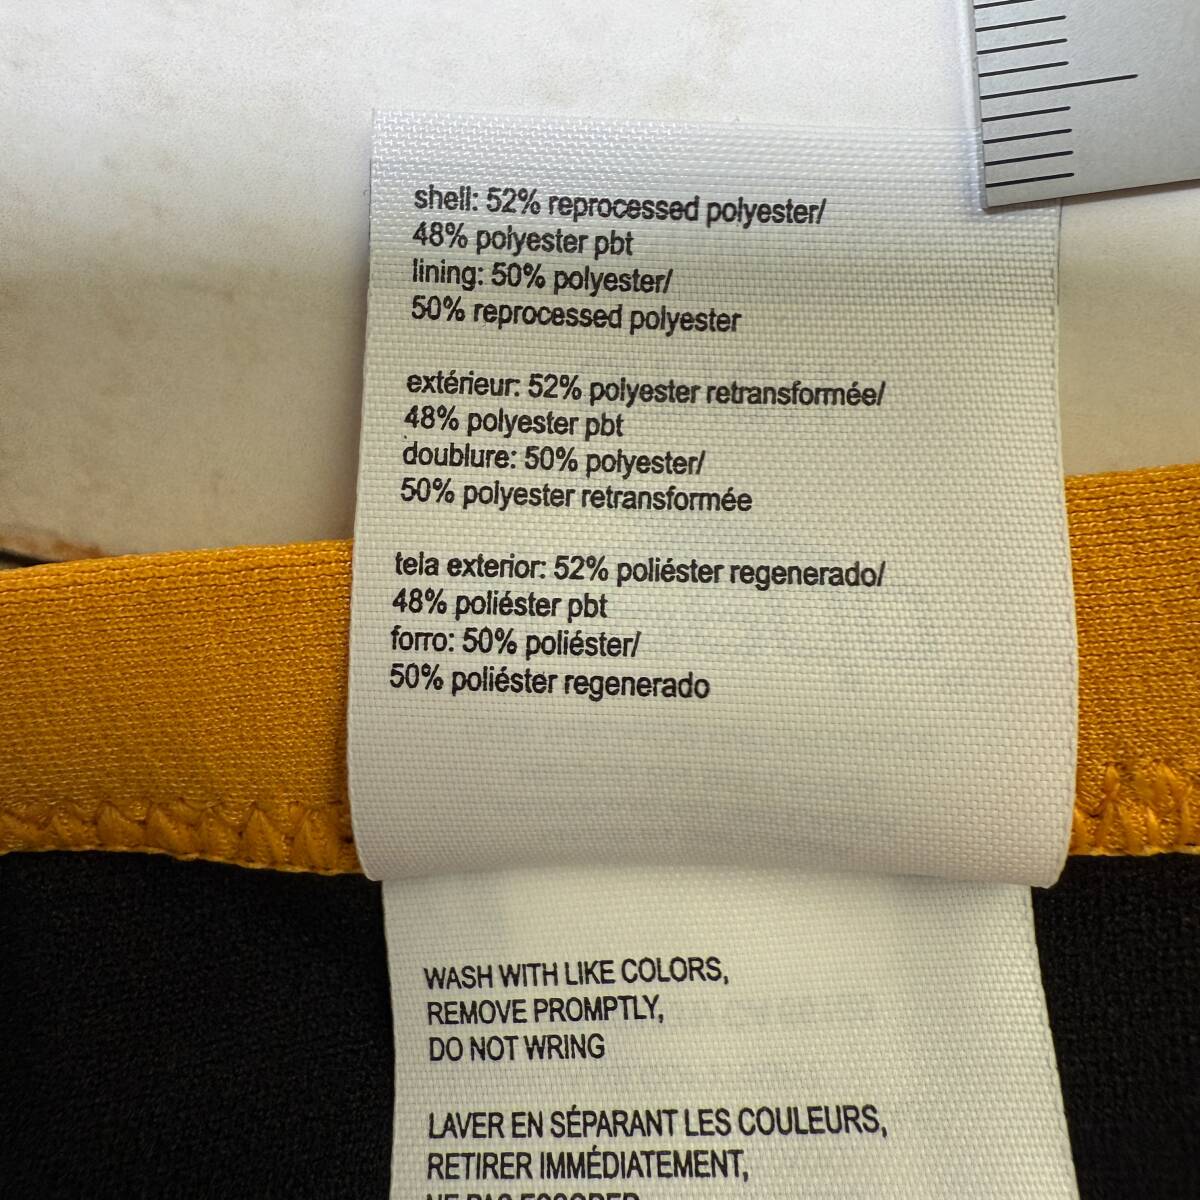 shell: 52% reprocessed polyester/
48% polyester pbt
lining: 50% polyester/
50% reprocessed polyester
extérieur: 52% polyester retransformée/
48% polyester pbt
doublure: 50% polyester/
50% polyester retransformée
tela exterior: 52% poliéster regenerado/
48% poliéster pbt
forro: 50% poliéster/
50% poliéster regenerado
WASH WITH LIKE COLORS,
REMOVE PROMPTLY,
DO NOT WRING
LAVER EN SÉPARANT LES COULEURS,
RETIRER IMMÉDIATEMENT,
NE PAS